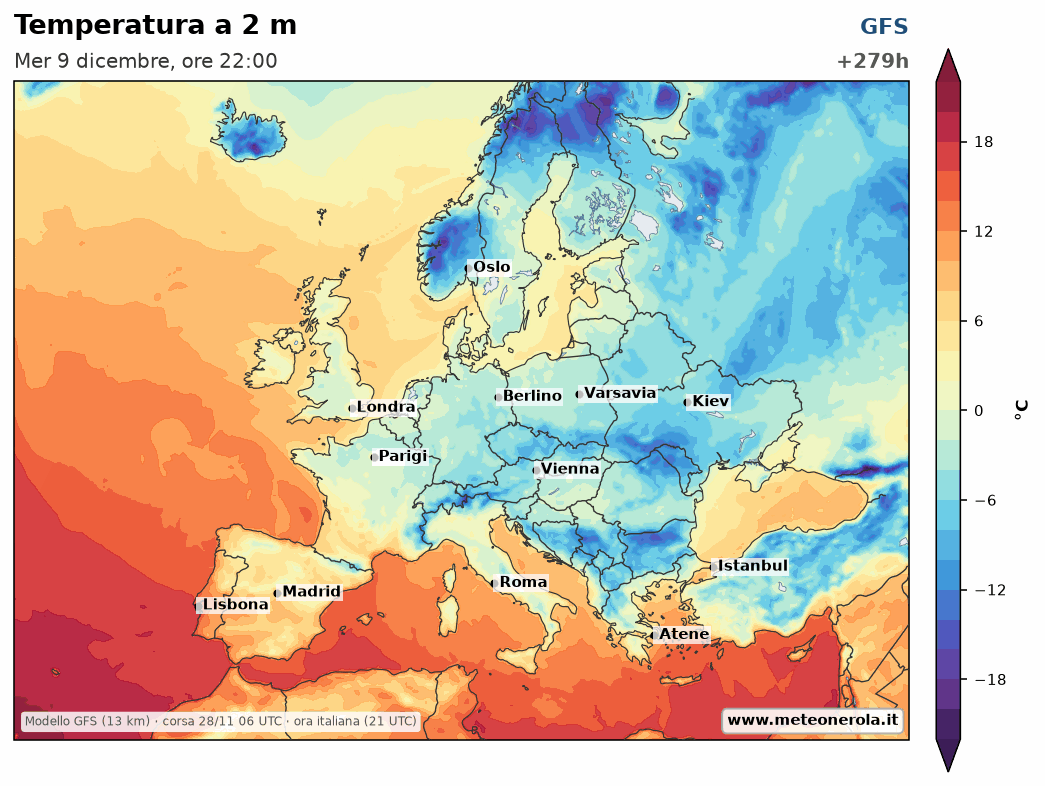 Temperatura a 2 m
GFS
Mer 9 dicembre, ore 22:00
+279h
18
12
6
0
−6
−12
−18
°C
Oslo
Berlino
Varsavia
Kiev
Londra
Parigi
Vienna
Istanbul
Roma
Madrid
Lisbona
Atene
Modello GFS (13 km) · corsa 28/11 06 UTC · ora italiana (21 UTC)
www.meteonerola.it